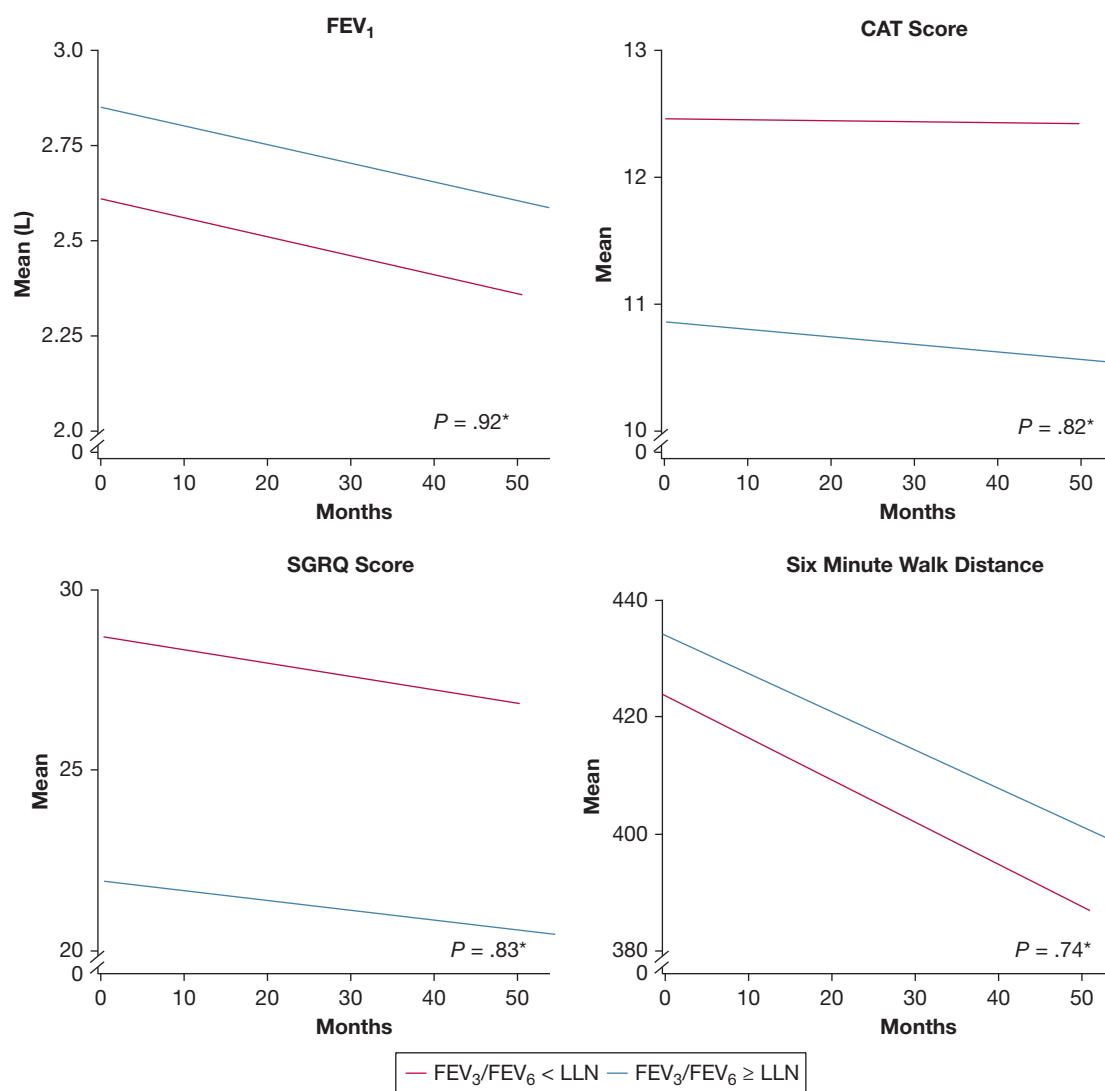 FEV₁
3.0
2.75
2.5
2.25
2.0
0
Mean (L)
P = .92*
0 10 20 30 40 50
Months
CAT Score
13
12
11
10
0
Mean
P = .82*
0 10 20 30 40 50
Months
SGRQ Score
30
25
20
0
Mean
P = .83*
0 10 20 30 40 50
Months
Six Minute Walk Distance
440
420
400
380
0
Mean
P = .74*
0 10 20 30 40 50
Months
FEV₃/FEV₆ < LLN FEV₃/FEV₆ ≥ LLN